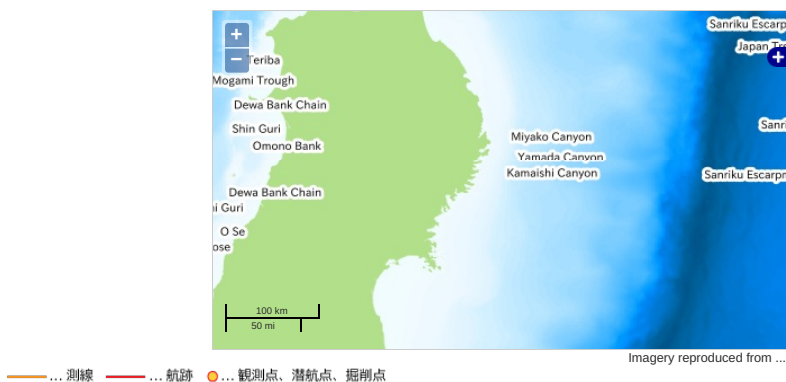 Sanriku Escarp
Japan Tre
+
−
Teriba
Mogami Trough
Dewa Bank Chain
Shin Guri
Omono Bank
Miyako Canyon
Sanri
Yamada Canyon
Kamaishi Canyon
Sanriku Escarpm
Dewa Bank Chain
i Guri
O Se
ose
100 km
50 mi
Imagery reproduced from ...
... 測線 ... 航跡 ... 観測点、潜航点、掘削点